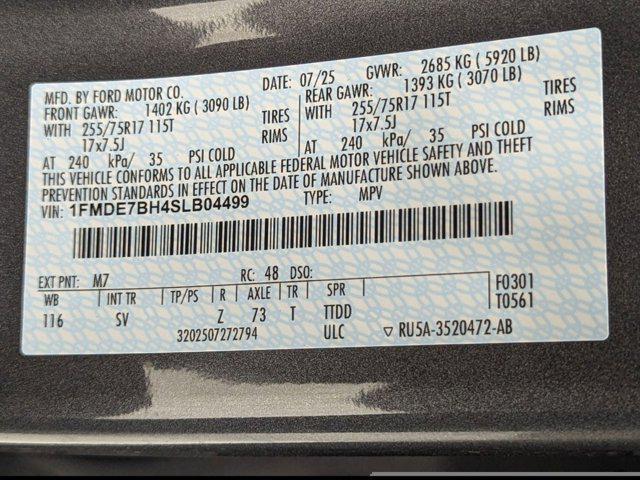 MFD. BY FORD MOTOR CO.
DATE: 07/25 GVWR: 2685 KG ( 5920 LB)
FRONT GAWR: 1402 KG ( 3090 LB)
REAR GAWR: 1393 KG ( 3070 LB)
WITH 255/75R17 115T TIRES
WITH 255/75R17 115T TIRES
17x7.5J RIMS
17x7.5J RIMS
AT 240 kPa/ 35 PSI COLD
AT 240 kPa/ 35 PSI COLD
THIS VEHICLE CONFORMS TO ALL APPLICABLE FEDERAL MOTOR VEHICLE SAFETY AND THEFT
PREVENTION STANDARDS IN EFFECT ON THE DATE OF MANUFACTURE SHOWN ABOVE.
VIN: 1FMDE7BH4SLB04499 TYPE: MPV
EXT PNT: M7 RC: 48 DSO:
WB INT TR TP/PS R AXLE TR SPR
116 SV Z 73 T TTDD
3202507272794 ULC
F0301
T0561
▽ RU5A-3520472-AB